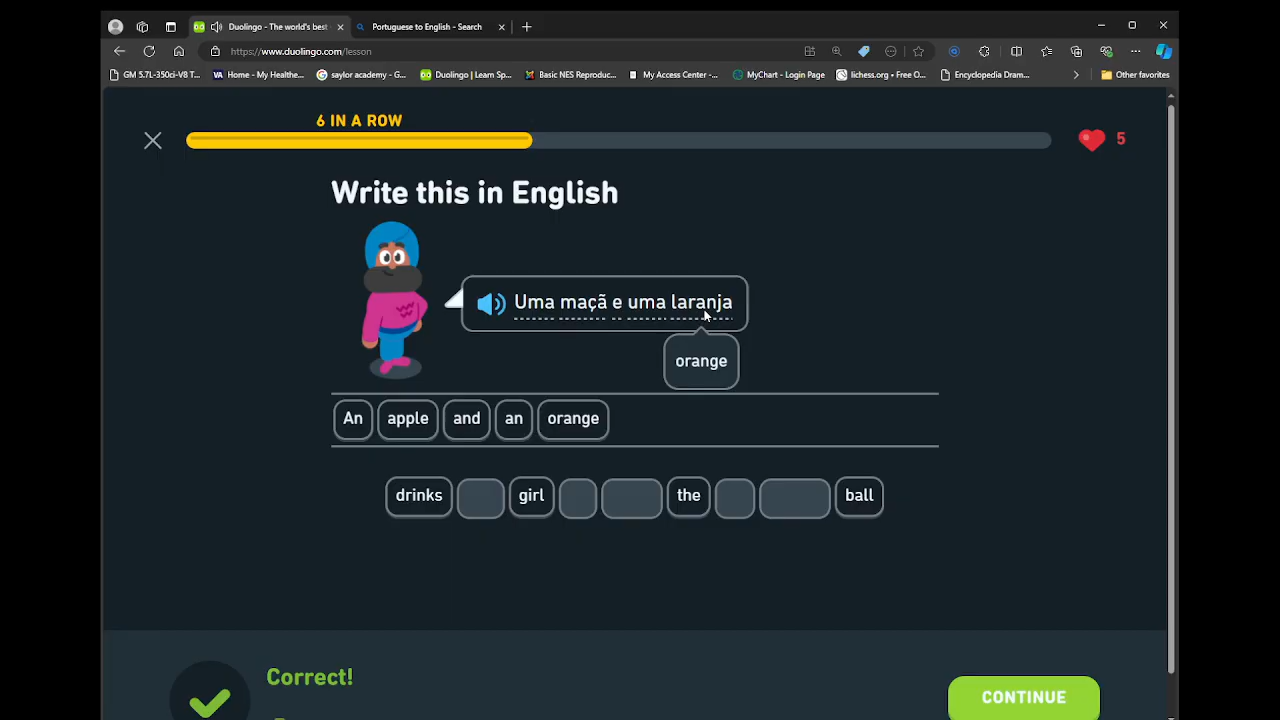 Duolingo - The world's best
Portuguese to English - Search
https://www.duolingo.com/lesson
GM 5.7L-350ci-V8 T...
Home - My Healthe...
saylor academy - G...
Duolingo | Learn Sp...
Basic NES Reproduc...
My Access Center -...
MyChart - Login Page
lichess.org • Free O...
Encyclopedia Dram...
Other favorites
6 IN A ROW
5
Write this in English
Uma maçã e uma laranja
orange
An apple and an orange
drinks girl the ball
Correct!
CONTINUE